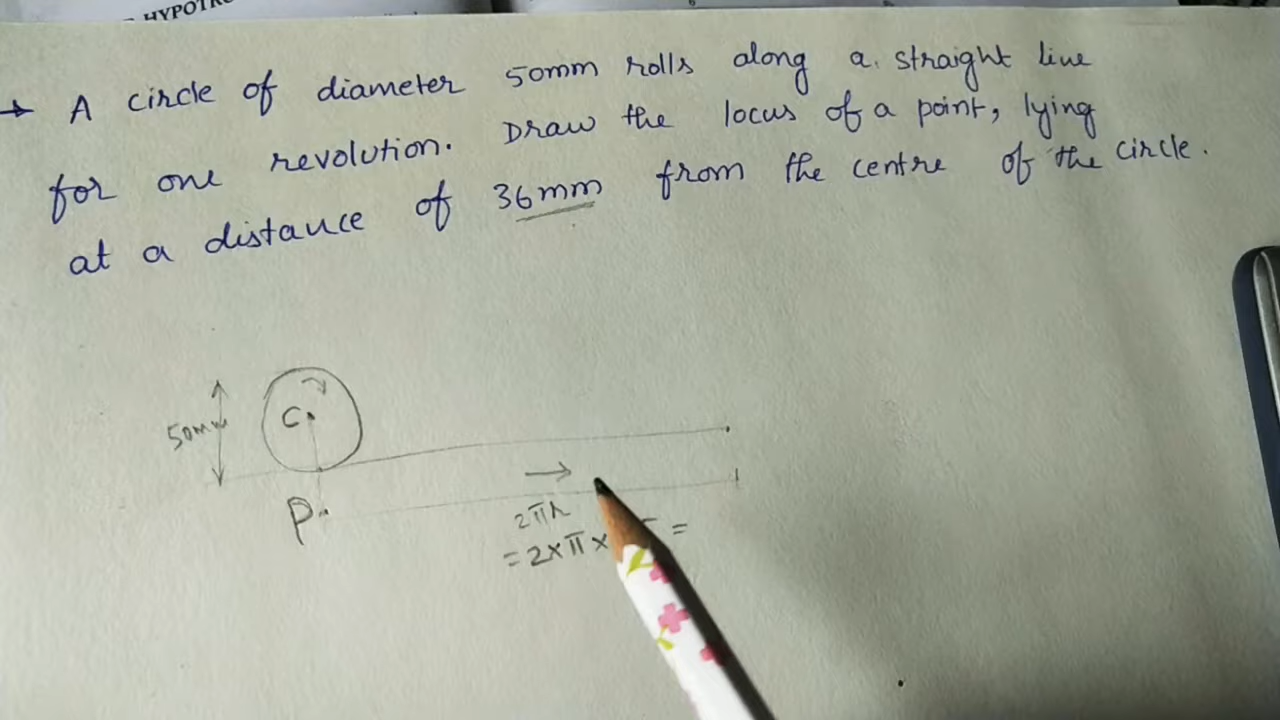 → A circle of diameter 50mm rolls along a straight line
for one revolution. Draw the locus of a point, lying
at a distance of 36mm from the centre of the circle.
50mm
C
P
2πr
= 2×π× =